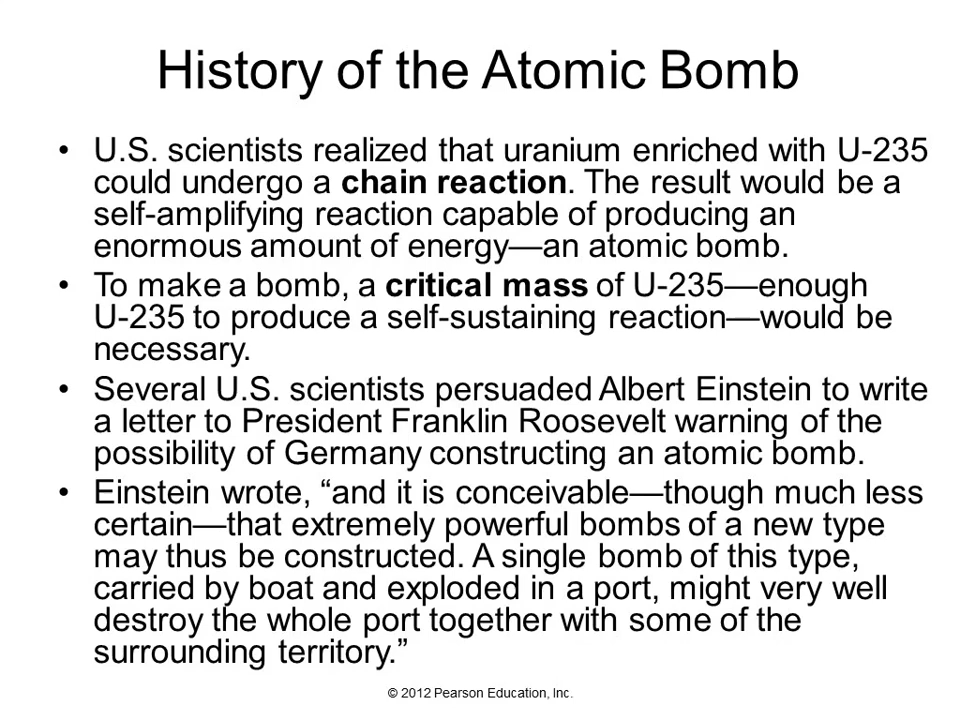 History of the Atomic Bomb
• U.S. scientists realized that uranium enriched with U-235
could undergo a chain reaction. The result would be a
self-amplifying reaction capable of producing an
enormous amount of energy—an atomic bomb.
• To make a bomb, a critical mass of U-235—enough
U-235 to produce a self-sustaining reaction—would be
necessary.
• Several U.S. scientists persuaded Albert Einstein to write
a letter to President Franklin Roosevelt warning of the
possibility of Germany constructing an atomic bomb.
• Einstein wrote, “and it is conceivable—though much less
certain—that extremely powerful bombs of a new type
may thus be constructed. A single bomb of this type,
carried by boat and exploded in a port, might very well
destroy the whole port together with some of the
surrounding territory.”
© 2012 Pearson Education, Inc.